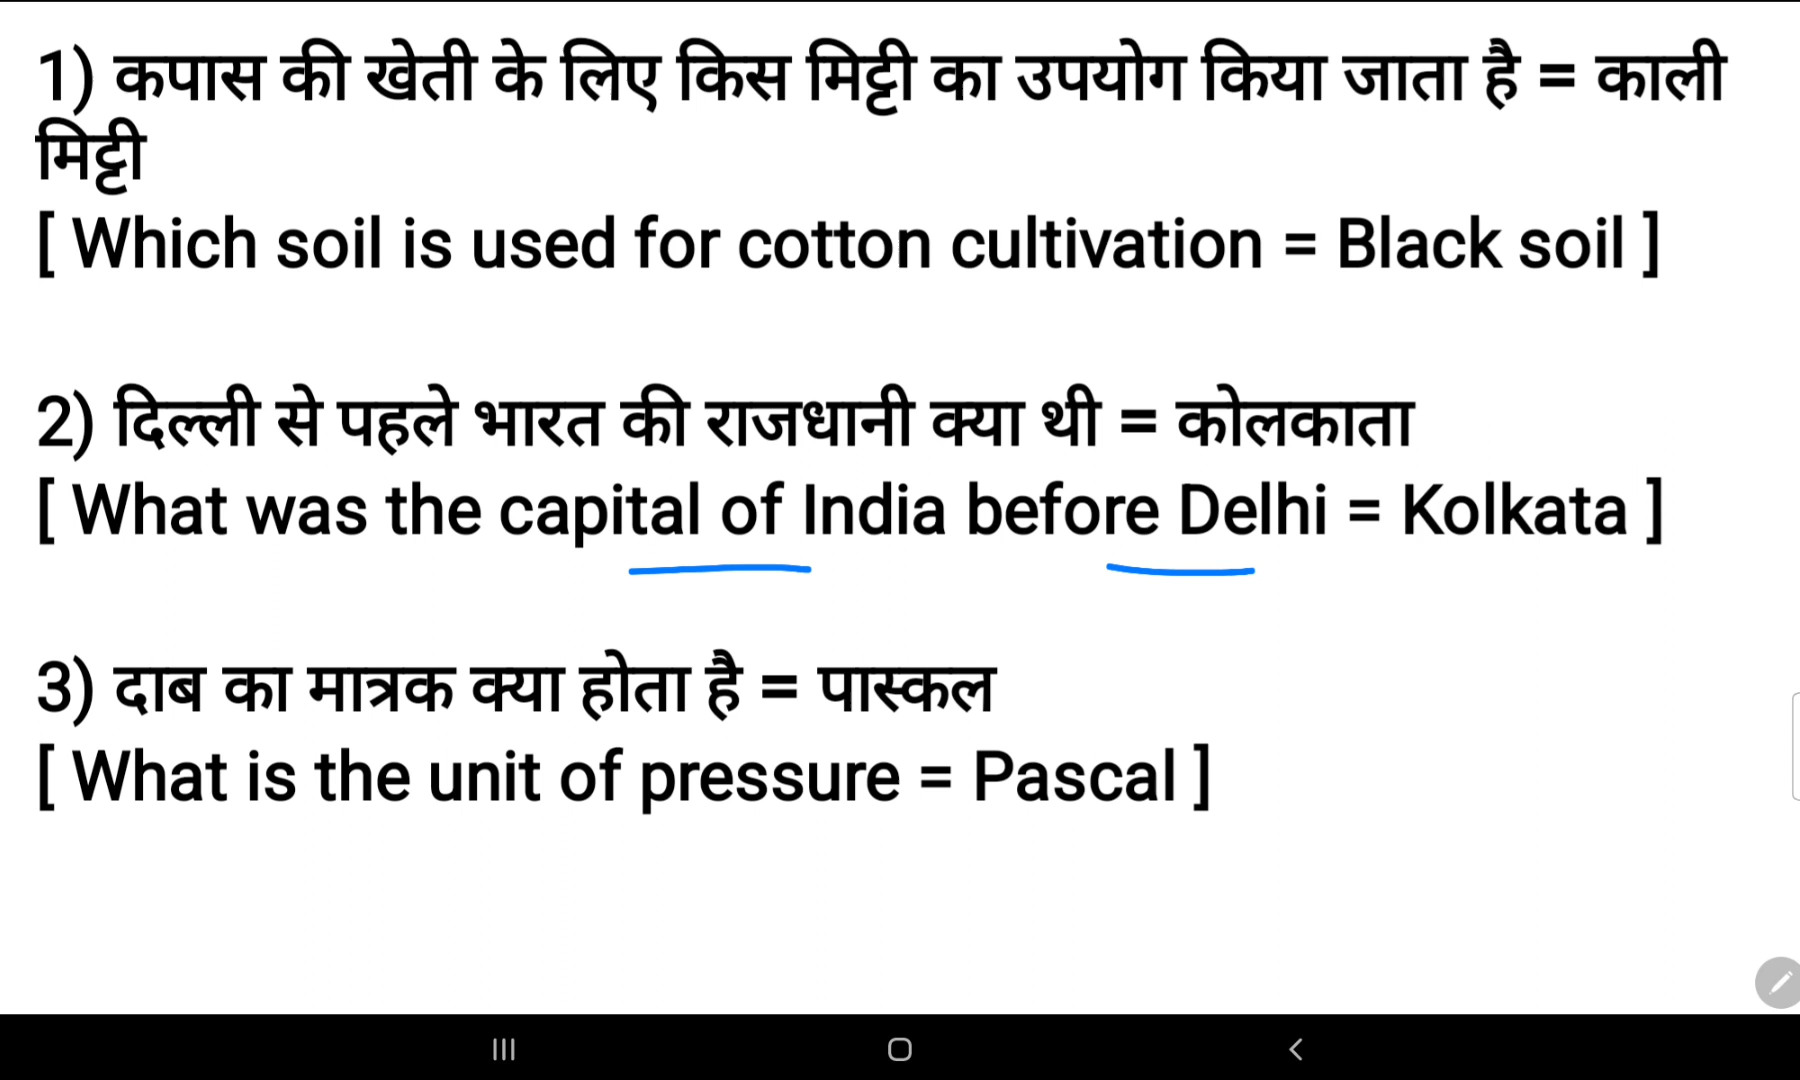 1) कपास की खेती के लिए किस मिट्टी का उपयोग किया जाता है = काली
मिट्टी
[ Which soil is used for cotton cultivation = Black soil ]
2) दिल्ली से पहले भारत की राजधानी क्या थी = कोलकाता
[ What was the capital of India before Delhi = Kolkata ]
3) दाब का मात्रक क्या होता है = पास्कल
[ What is the unit of pressure = Pascal ]